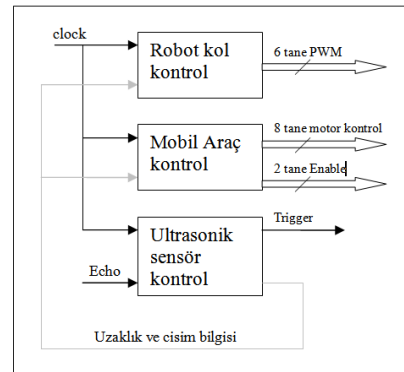 clock
Robot kol
kontrol
6 tane PWM
Mobil Araç
kontrol
8 tane motor kontrol
2 tane Enable
Ultrasonik
sensör
kontrol
Trigger
Echo
Uzaklık ve cisim bilgisi